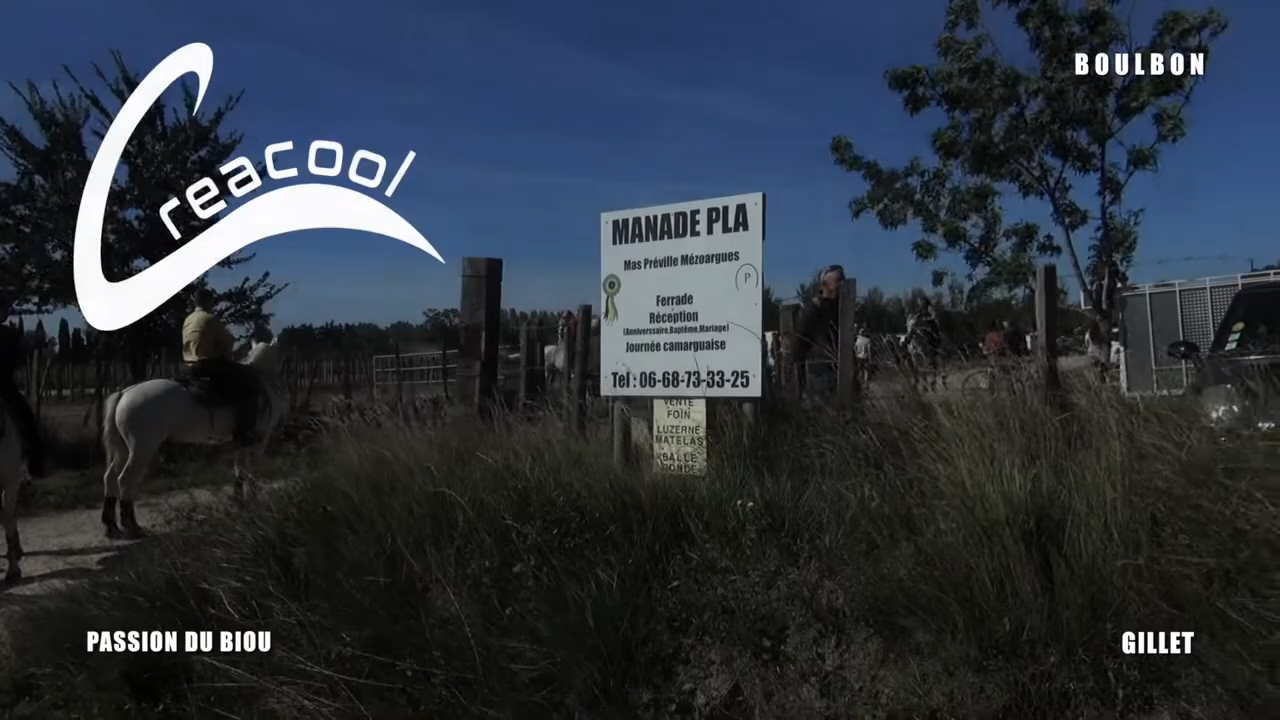 Creacool
BOULBON
MANADE PLA
Mas Préville Mézoargues
P
Ferrade
Réception
(Anniverssaire,Baptême,Mariage)
Journée camarguaise
Tel : 06-68-73-33-25
VENTE
FOIN
LUZERNE
MATELAS
BALLE
RONDE
PASSION DU BIOU
GILLET